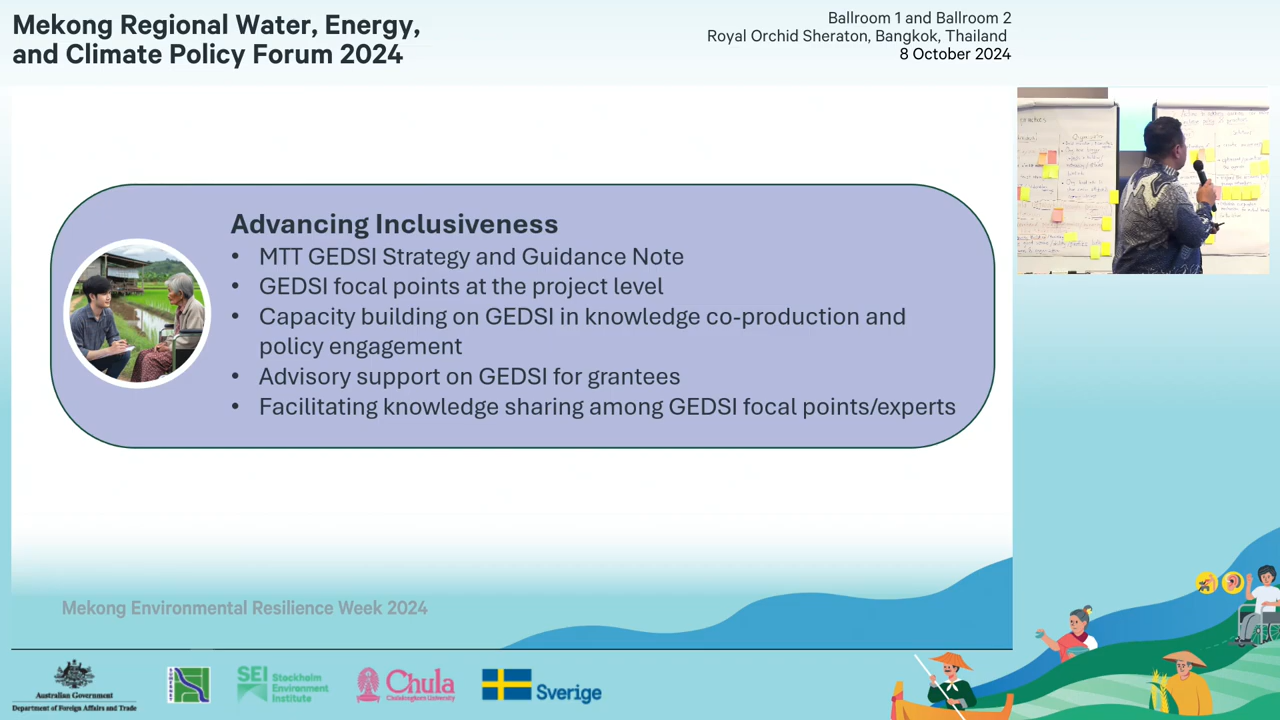 Mekong Regional Water, Energy,
and Climate Policy Forum 2024
Ballroom 1 and Ballroom 2
Royal Orchid Sheraton, Bangkok, Thailand
8 October 2024
Advancing Inclusiveness
• MTT GEDSI Strategy and Guidance Note
• GEDSI focal points at the project level
• Capacity building on GEDSI in knowledge co-production and
policy engagement
• Advisory support on GEDSI for grantees
• Facilitating knowledge sharing among GEDSI focal points/experts
Mekong Environmental Resilience Week 2024
Australian Government
Department of Foreign Affairs and Trade
SEI Stockholm
Environment
Institute
Chula
Chulalongkorn University
Sverige